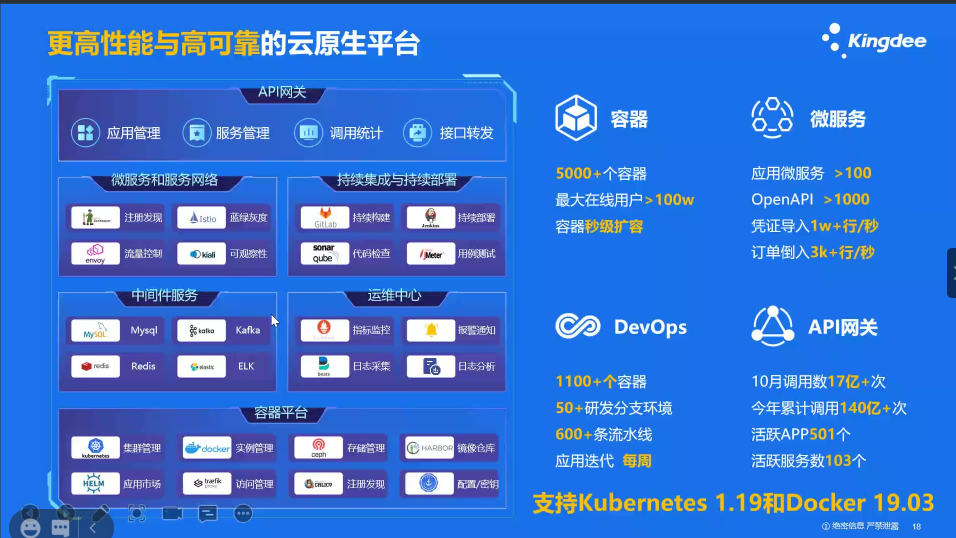 更高性能与高可靠的云原生平台
Kingdee
API网关
应用管理
服务管理
调用统计
接口转发
微服务和服务网络
注册发现
Istio
蓝绿灰度
envoy
流量控制
kiali
可观察性
持续集成与持续部署
GitLab
持续构建
Jenkins
持续部署
sonar
qube
代码检查
JMeter
用例测试
中间件服务
MySQL
Mysql
kafka
Kafka
redis
Redis
elastic
ELK
运维中心
指标监控
报警通知
beats
日志采集
日志分析
容器平台
kubernetes
集群管理
docker
实例管理
ceph
存储管理
HARBOR
镜像仓库
HELM
应用市场
træfik
proxy
访问管理
CALICO
注册发现
配置/密钥
容器
5000+个容器
最大在线用户>100w
容器秒级扩容
微服务
应用微服务 >100
OpenAPI >1000
凭证导入1w+行/秒
订单倒入3k+行/秒
DevOps
1100+个容器
50+研发分支环境
600+条流水线
应用迭代 每周
API网关
10月调用数17亿+次
今年累计调用140亿+次
活跃APP501个
活跃服务数103个
支持Kubernetes 1.19和Docker 19.03
绝密信息 严禁泄露
18